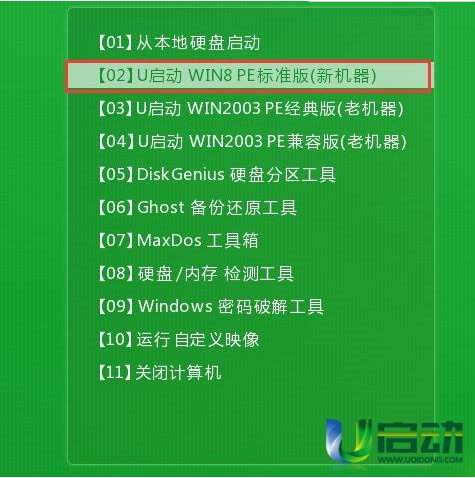 【01】从本地硬盘启动
【02】U启动 WIN8 PE标准版(新机器)
【03】U启动 WIN2003 PE经典版(老机器)
【04】U启动 WIN2003 PE兼容版(老机器)
【05】DiskGenius 硬盘分区工具
【06】Ghost 备份还原工具
【07】MaxDos 工具箱
【08】硬盘/内存 检测工具
【09】Windows 密码破解工具
【10】运行自定义映像
【11】关闭计算机
U启动
WWW.UQIDONG.COM